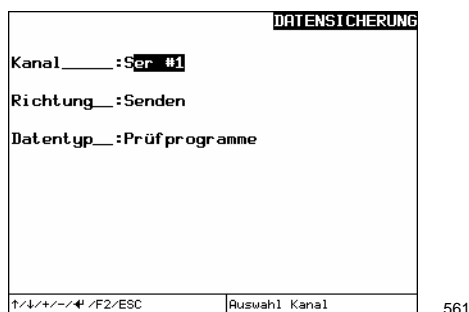 DATENSICHERUNG
Kanal_____:Ser #1
Richtung__:Senden
Datentyp__:Prüfprogramme
↑/↓/+/-/↵/F2/ESC
Auswahl Kanal
561